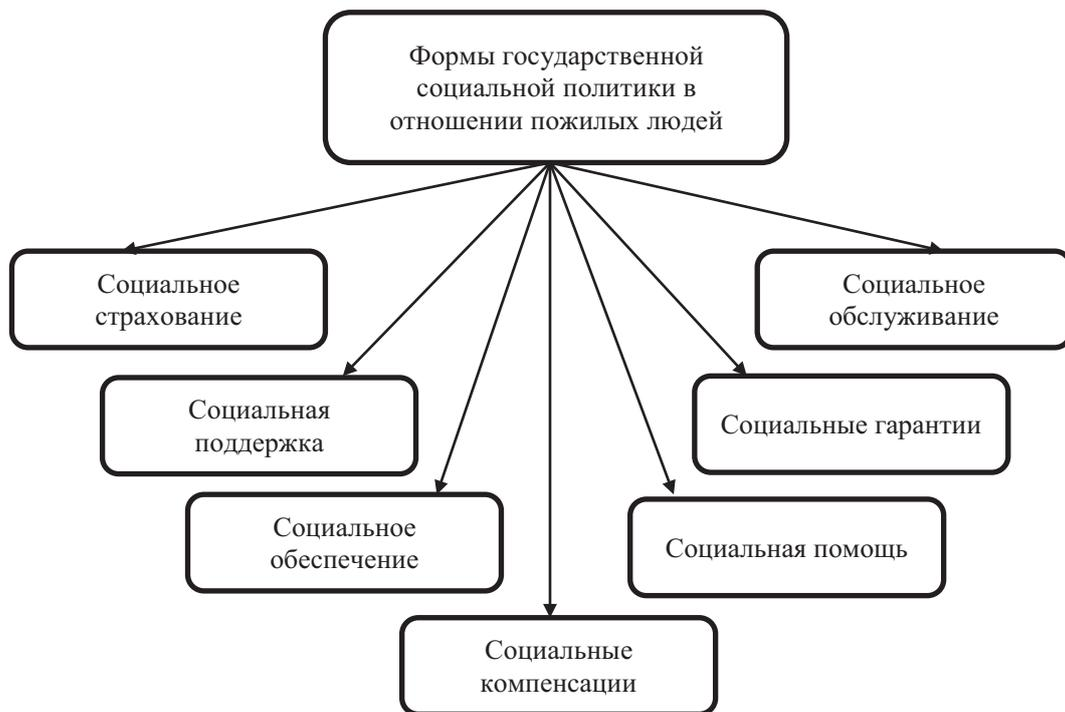 Формы государственной
социальной политики в
отношении пожилых людей
Социальное
страхование
Социальное
обслуживание
Социальная
поддержка
Социальные гарантии
Социальное
обеспечение
Социальная помощь
Социальные
компенсации